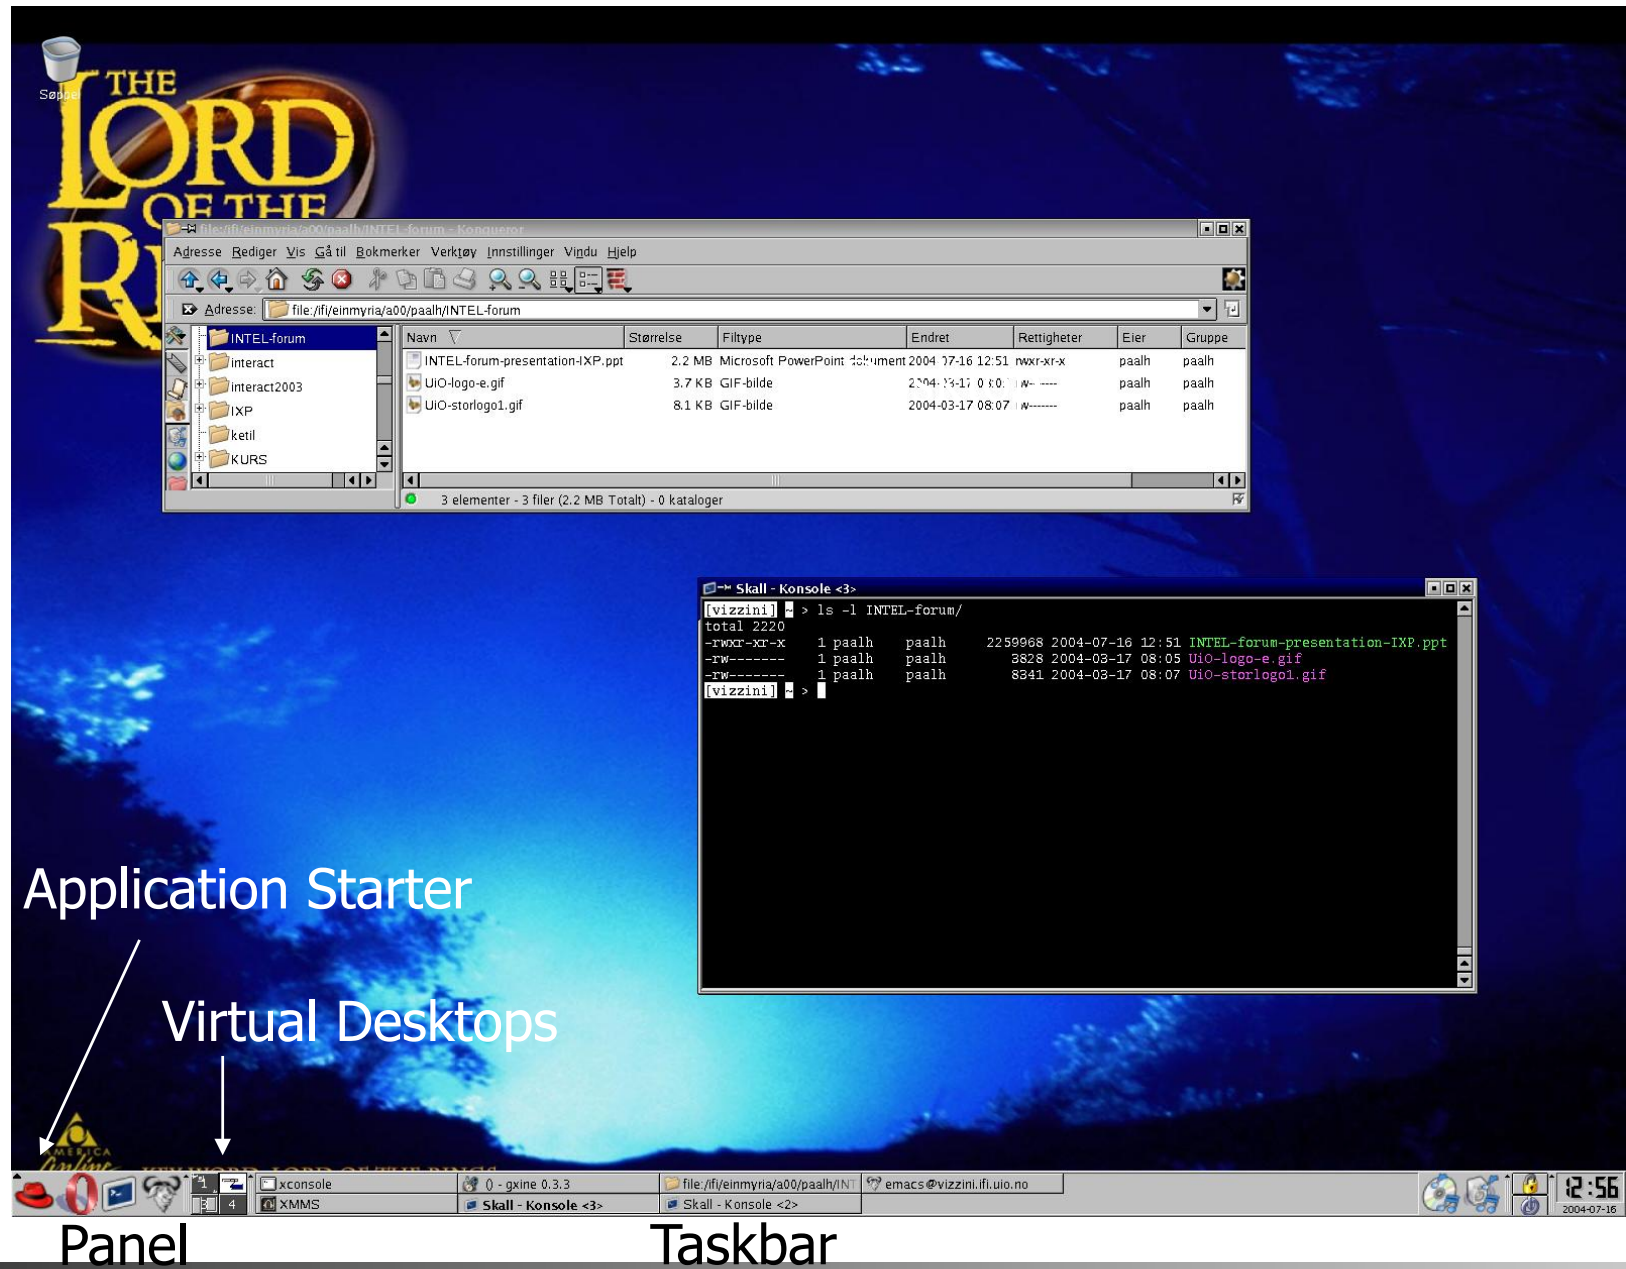 Søppel
THE
LORD
OF THE
file:/ifi/einmyria/a00/paalh/INTEL-forum - Konqueror
Adresse Rediger Vis Gå til Bokmerker Verktøy Innstillinger Vindu Hjelp
Adresse: file:/ifi/einmyria/a00/paalh/INTEL-forum
INTEL-forum
interact
interact2003
IXP
ketil
KURS
Navn Størrelse Filtype Endret Rettigheter Eier Gruppe
INTEL-forum-presentation-IXP.ppt 2.2 MB Microsoft PowerPoint 2004-07-16 12:51 rwxr-xr-x paalh paalh
UiO-logo-e.gif 3.7 KB GIF-bilde paalh paalh
UiO-storlogo1.gif 8.1 KB GIF-bilde 2004-03-17 08:07 rw------- paalh paalh
3 elementer - 3 filer (2.2 MB Totalt) - 0 kataloger
Skall - Konsole <3>
[vizzini] ~ > ls -l INTEL-forum/
total 2220
-rwxr-xr-x 1 paalh paalh 2259968 2004-07-16 12:51 INTEL-forum-presentation-IXP.ppt
-rw------- 1 paalh paalh 3828 2004-03-17 08:05 UiO-logo-e.gif
-rw------- 1 paalh paalh 8341 2004-03-17 08:07 UiO-storlogo1.gif
[vizzini] ~ >
Application Starter
Virtual Desktops
AMERICA
Online
1 xconsole () - gxine 0.3.3 file:/ifi/einmyria/a00/paalh/INT emacs@vizzini.ifi.uio.no
3 4 XMMS Skall - Konsole <3> Skall - Konsole <2>
12:56
2004-07-16
Panel Taskbar